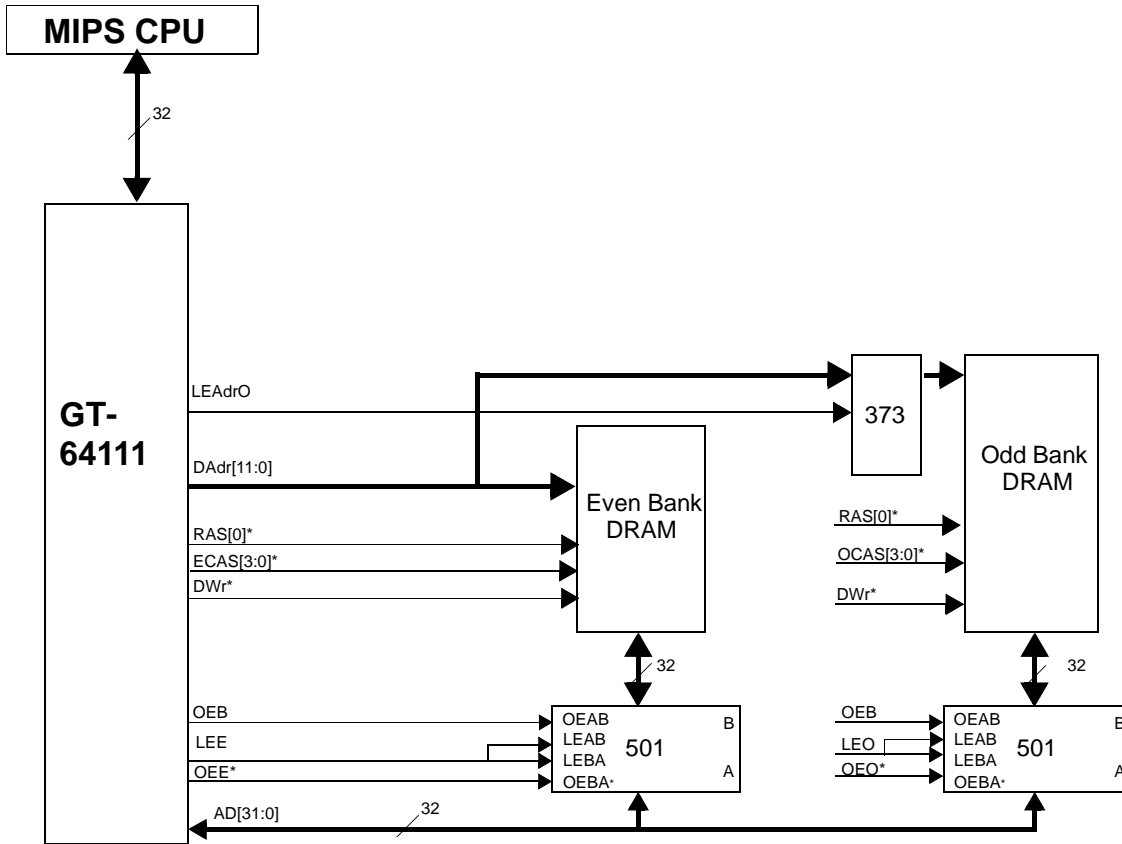 MIPS CPU
32
LEAdrO
GT-
64111
373
Odd Bank
DRAM
DAdr[11:0]
Even Bank
DRAM
RAS[0]*
ECAS[3:0]*
DWr*
RAS[0]*
OCAS[3:0]*
DWr*
32
32
OEB
LEE
OEE*
OEAB
LEAB
LEBA
OEBA*
501
B
A
OEB
LEO
OEO*
OEAB
LEAB
LEBA
OEBA*
501
B
A
AD[31:0]
32